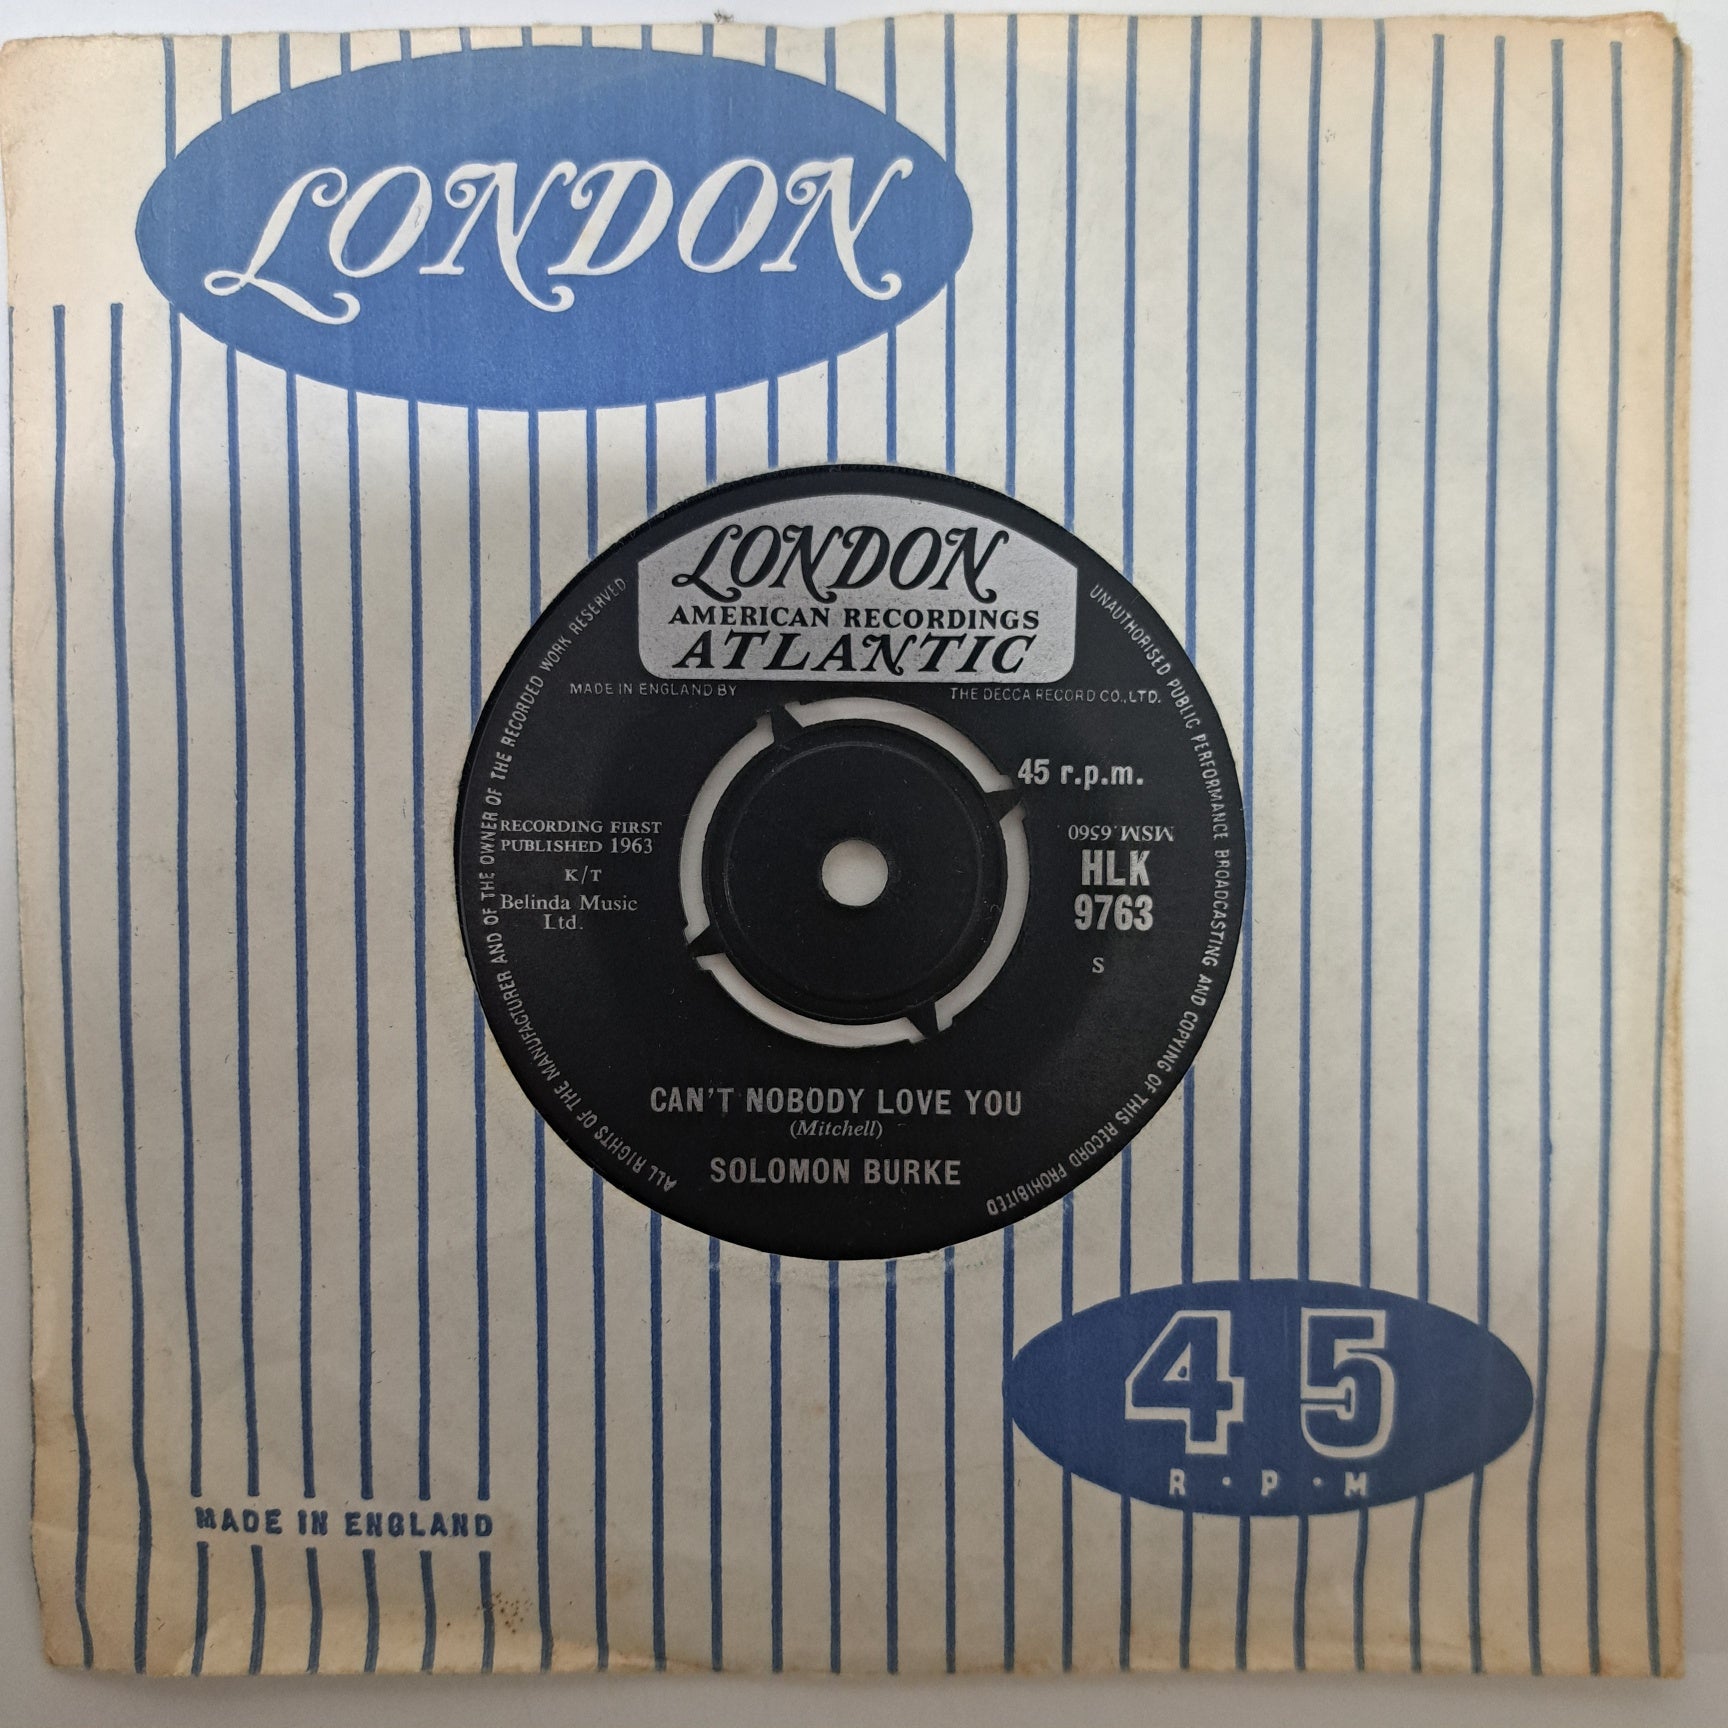 LONDON
LONDON
AMERICAN RECORDINGS
ATLANTIC
MADE IN ENGLAND BY
THE DECCA RECORD CO., LTD.
ALL RIGHTS OF THE MANUFACTURER AND OF THE OWNER OF THE RECORDED WORK RESERVED
UNAUTHORISED PUBLIC PERFORMANCE BROADCASTING AND COPYING OF THIS RECORD PROHIBITED
45 r.p.m.
RECORDING FIRST
PUBLISHED 1963
K/T
Belinda Music
Ltd.
MSM.6560
HLK
9763
S
CAN'T NOBODY LOVE YOU
(Mitchell)
SOLOMON BURKE
45
R·P·M
MADE IN ENGLAND